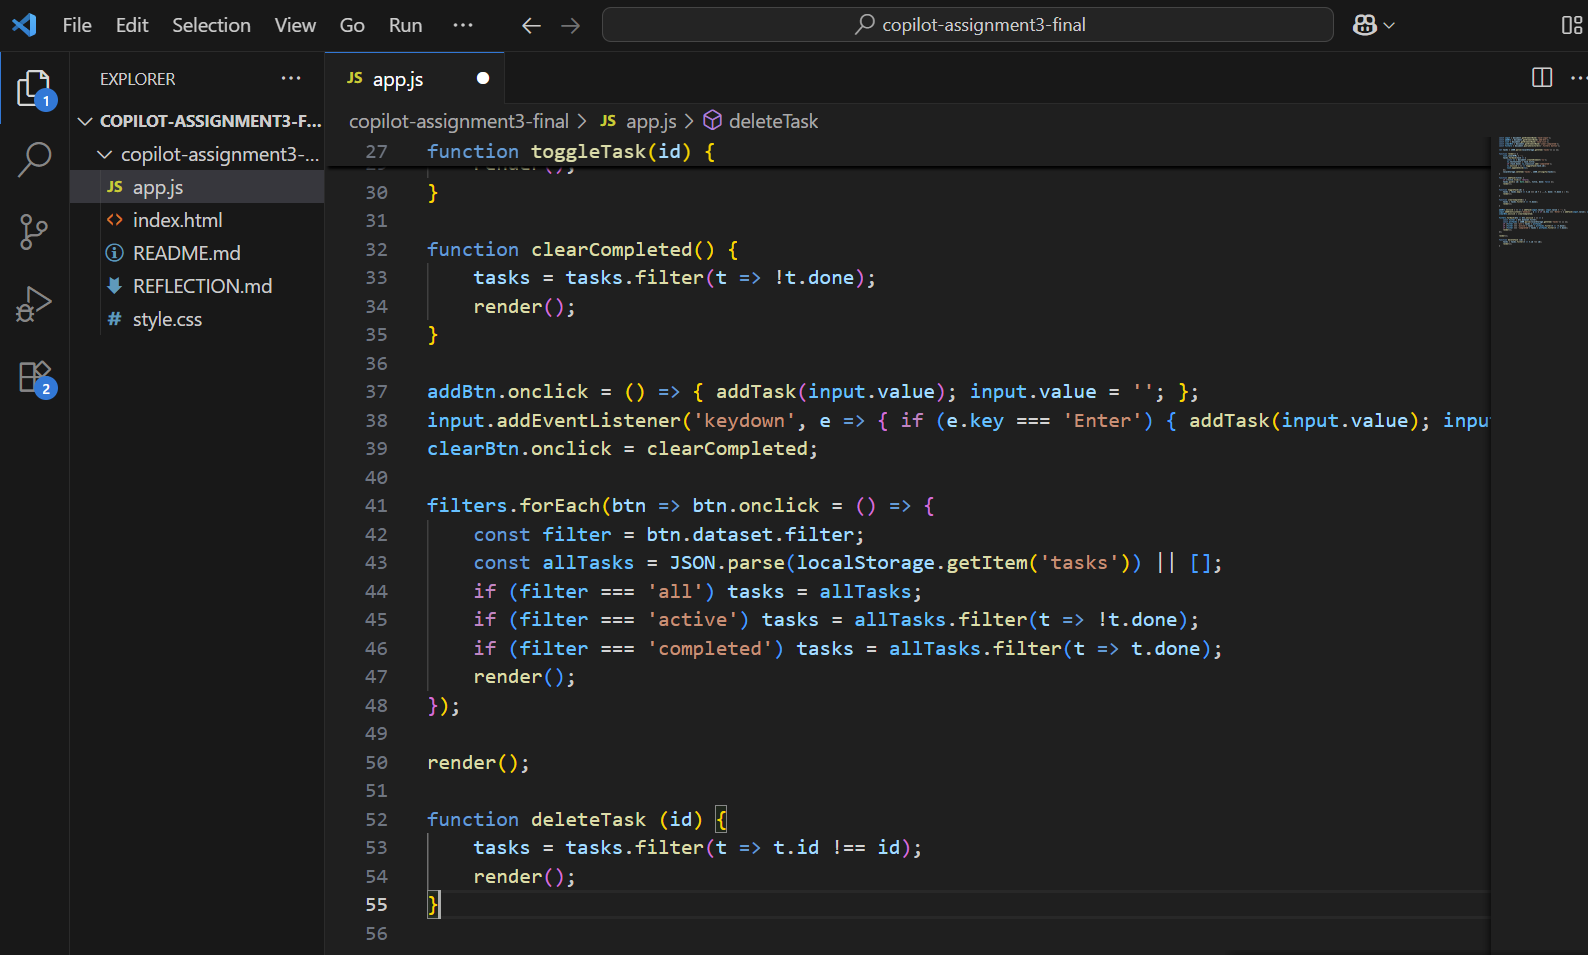 File Edit Selection View Go Run ··· copilot-assignment3-final
EXPLORER ···
1
2
COPILOT-ASSIGNMENT3-F...
copilot-assignment3-...
JS app.js
<> index.html
README.md
REFLECTION.md
# style.css
JS app.js
copilot-assignment3-final > JS app.js > deleteTask
27 function toggleTask(id) {
30 }
31
32 function clearCompleted() {
33 tasks = tasks.filter(t => !t.done);
34 render();
35 }
36
37 addBtn.onclick = () => { addTask(input.value); input.value = ''; };
38 input.addEventListener('keydown', e => { if (e.key === 'Enter') { addTask(input.value); inpu
39 clearBtn.onclick = clearCompleted;
40
41 filters.forEach(btn => btn.onclick = () => {
42 const filter = btn.dataset.filter;
43 const allTasks = JSON.parse(localStorage.getItem('tasks')) || [];
44 if (filter === 'all') tasks = allTasks;
45 if (filter === 'active') tasks = allTasks.filter(t => !t.done);
46 if (filter === 'completed') tasks = allTasks.filter(t => t.done);
47 render();
48 });
49
50 render();
51
52 function deleteTask (id) {
53 tasks = tasks.filter(t => t.id !== id);
54 render();
55 }
56